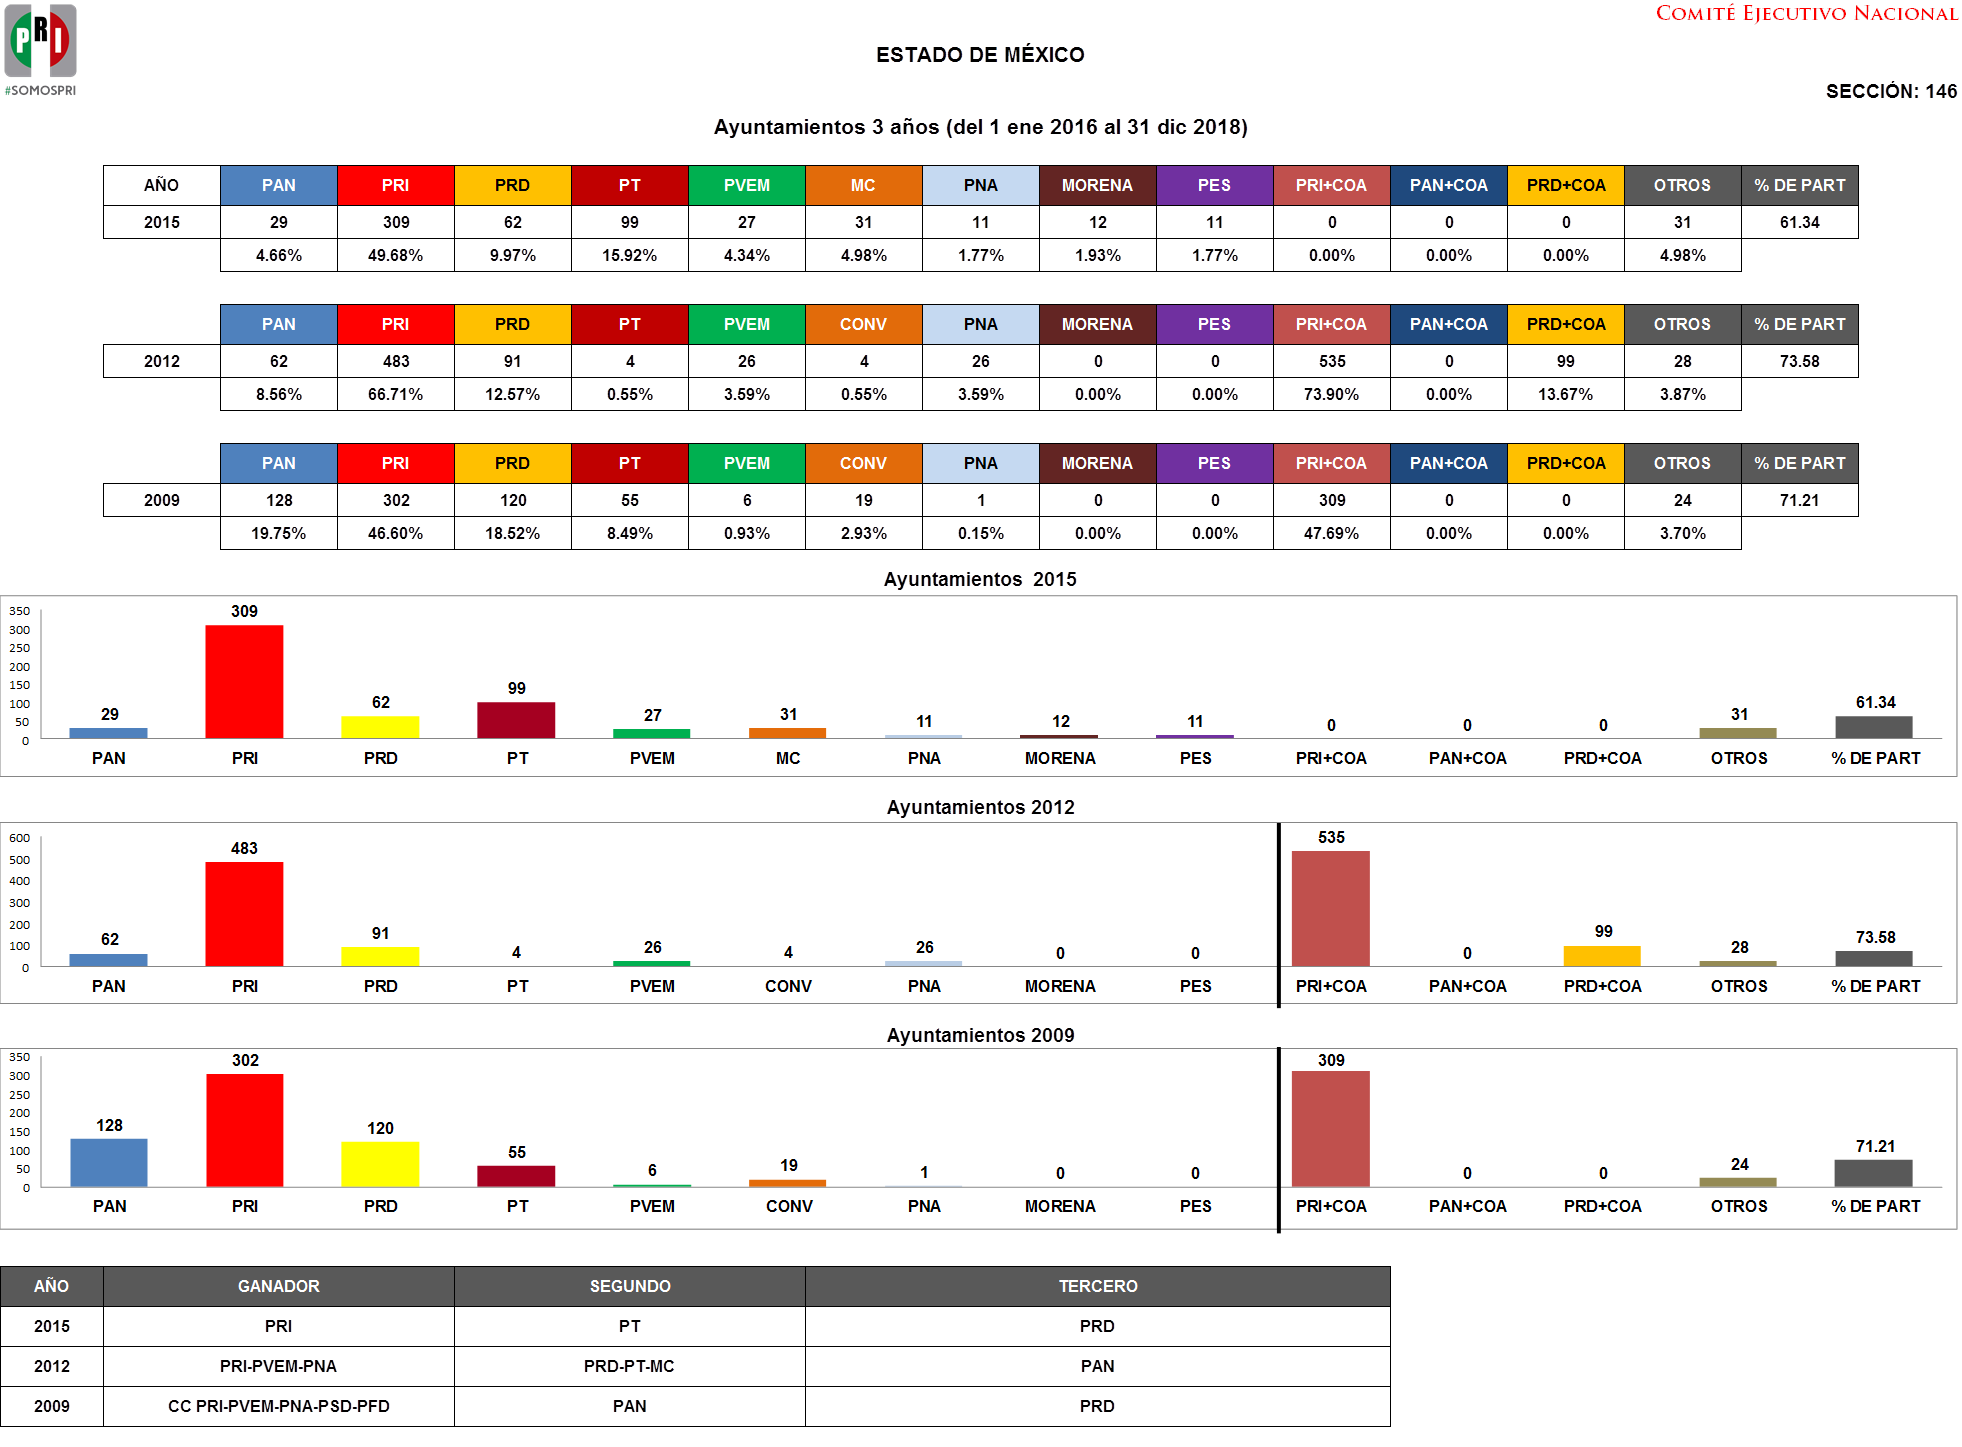 PRI
#SOMOSPRI
COMITÉ EJECUTIVO NACIONAL
ESTADO DE MÉXICO
SECCIÓN: 146
Ayuntamientos 3 años (del 1 ene 2016 al 31 dic 2018)
AÑO PAN PRI PRD PT PVEM MC PNA MORENA PES PRI+COA PAN+COA PRD+COA OTROS % DE PART
2015 29 309 62 99 27 31 11 12 11 0 0 0 31 61.34
4.66% 49.68% 9.97% 15.92% 4.34% 4.98% 1.77% 1.93% 1.77% 0.00% 0.00% 0.00% 4.98%
PAN PRI PRD PT PVEM CONV PNA MORENA PES PRI+COA PAN+COA PRD+COA OTROS % DE PART
2012 62 483 91 4 26 4 26 0 0 535 0 99 28 73.58
8.56% 66.71% 12.57% 0.55% 3.59% 0.55% 3.59% 0.00% 0.00% 73.90% 0.00% 13.67% 3.87%
PAN PRI PRD PT PVEM CONV PNA MORENA PES PRI+COA PAN+COA PRD+COA OTROS % DE PART
2009 128 302 120 55 6 19 1 0 0 309 0 0 24 71.21
19.75% 46.60% 18.52% 8.49% 0.93% 2.93% 0.15% 0.00% 0.00% 47.69% 0.00% 0.00% 3.70%
Ayuntamientos 2015
350
300
250
200
150
100
50
0
29 309 62 99 27 31 11 12 11 0 0 0 31 61.34
PAN PRI PRD PT PVEM MC PNA MORENA PES PRI+COA PAN+COA PRD+COA OTROS % DE PART
Ayuntamientos 2012
600
500
400
300
200
100
0
62 483 91 4 26 4 26 0 0 535 0 99 28 73.58
PAN PRI PRD PT PVEM CONV PNA MORENA PES PRI+COA PAN+COA PRD+COA OTROS % DE PART
Ayuntamientos 2009
350
300
250
200
150
100
50
0
128 302 120 55 6 19 1 0 0 309 0 0 24 71.21
PAN PRI PRD PT PVEM CONV PNA MORENA PES PRI+COA PAN+COA PRD+COA OTROS % DE PART
AÑO GANADOR SEGUNDO TERCERO
2015 PRI PT PRD
2012 PRI-PVEM-PNA PRD-PT-MC PAN
2009 CC PRI-PVEM-PNA-PSD-PFD PAN PRD